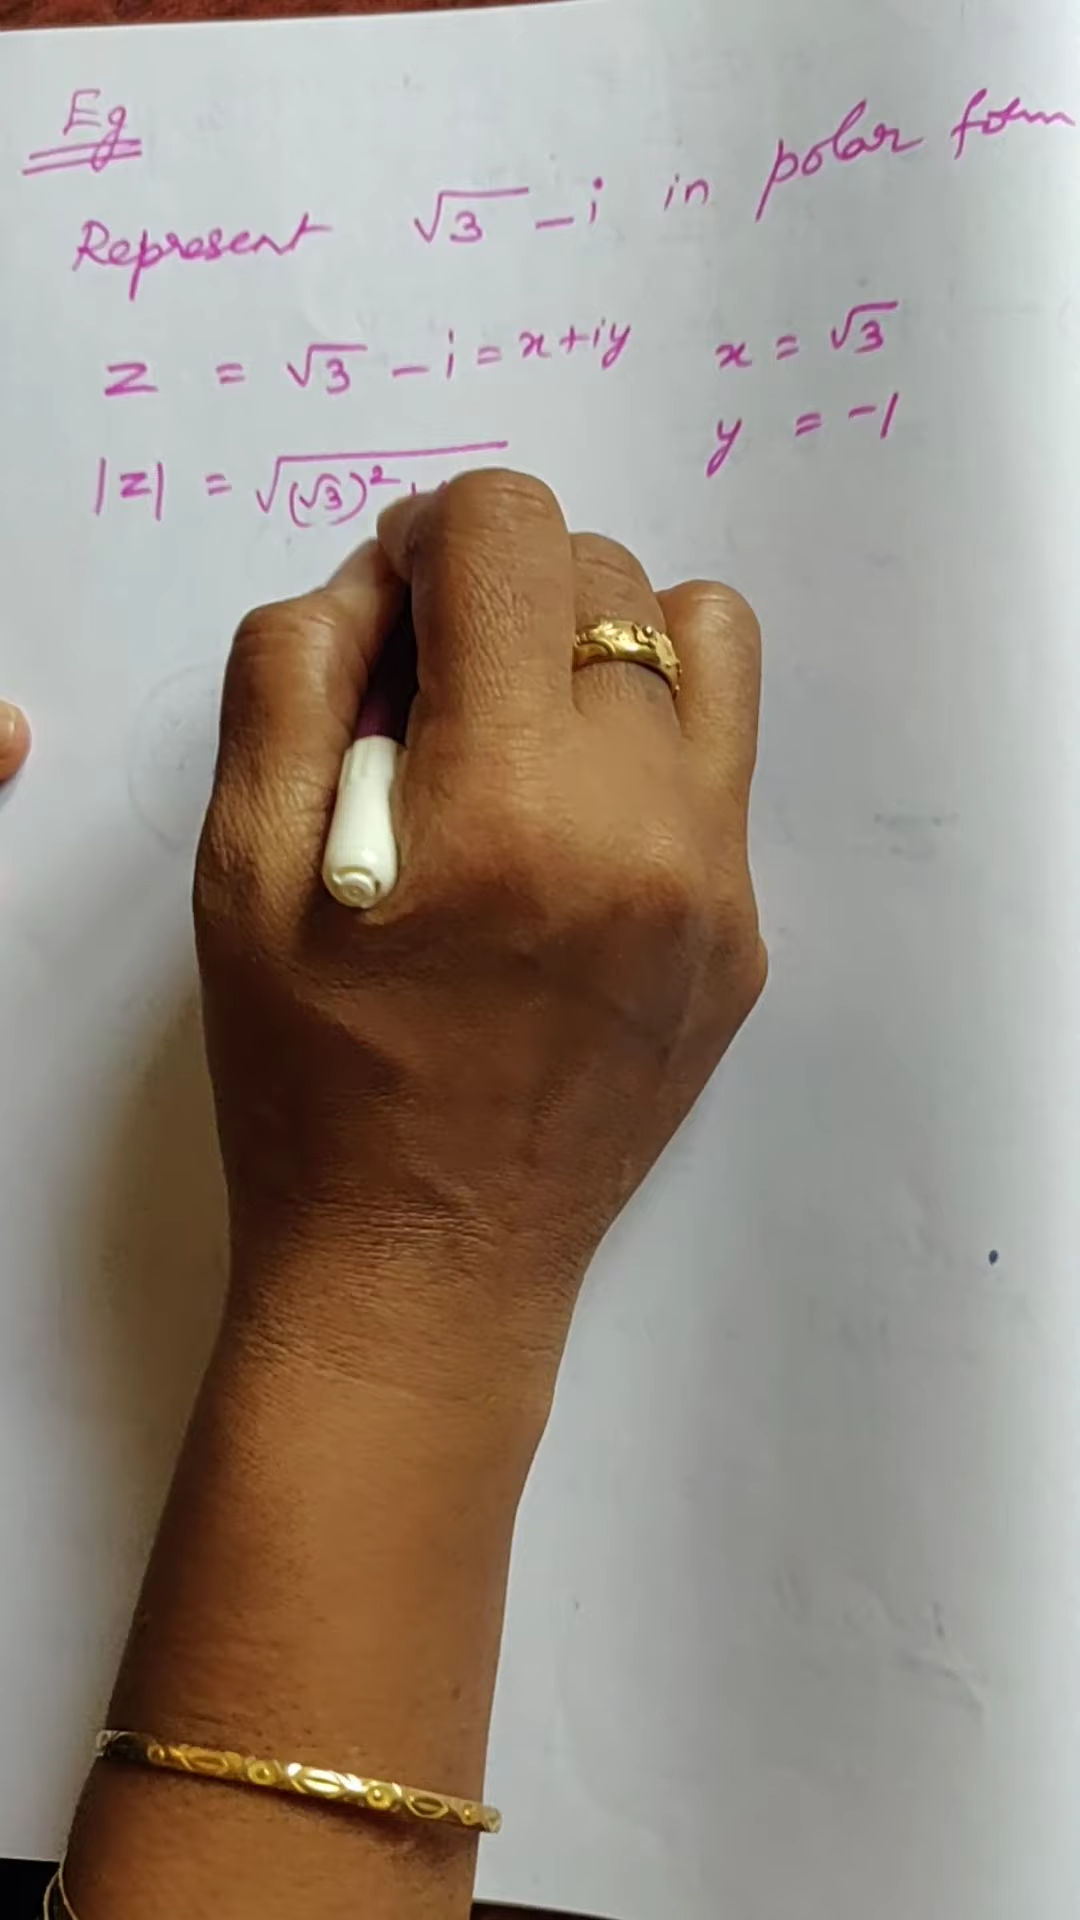 Eg
Represent √3 - i in polar form
z = √3 - i = x+iy x = √3
y = -1
|z| = √(√3)² +